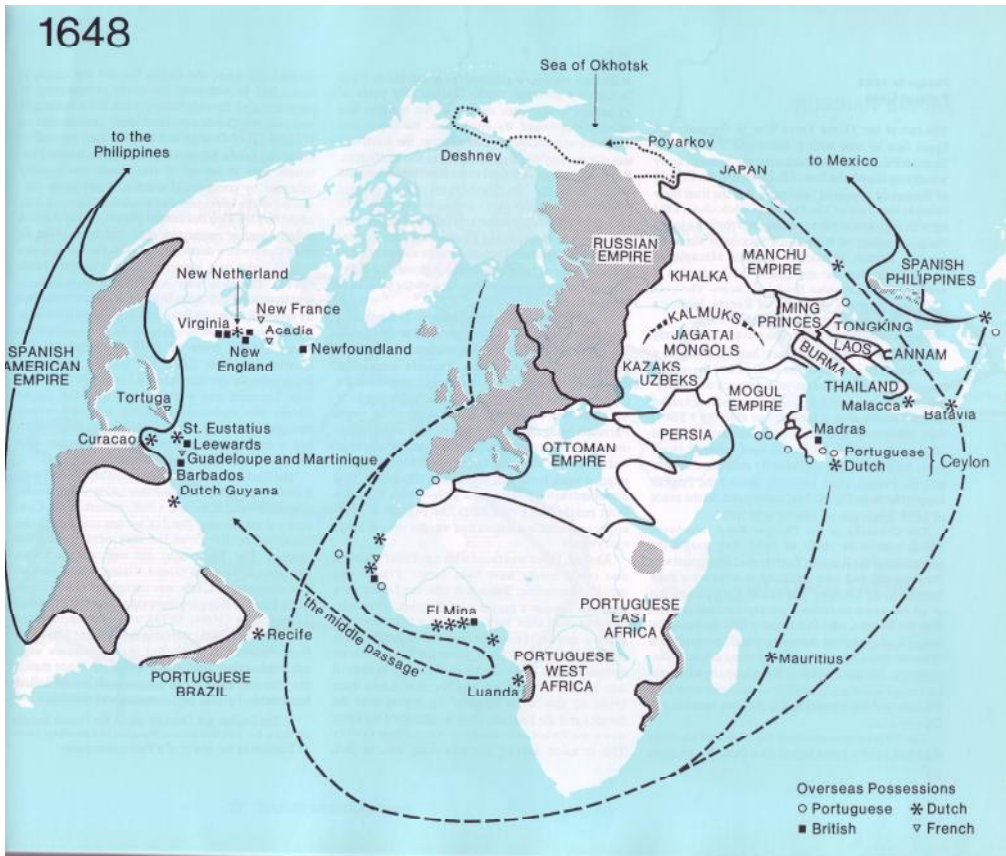 1648
Sea of Okhotsk
to the
Philippines
Deshnev
Poyarkov
JAPAN
to Mexico
RUSSIAN
EMPIRE
MANCHU
EMPIRE
SPANISH
PHILIPPINES
KHALKA
New Netherland
New France
Virginia
Acadia
New
England
Newfoundland
MING
PRINCES
TONGKING
KALMUKS
JAGATAI
MONGOLS
LAOS
ANNAM
BURMA
SPANISH
AMERICAN
EMPIRE
KAZAKS
UZBEKS
THAILAND
MOGUL
EMPIRE
Tortuga
Malacca
Batavia
Curacao
St. Eustatius
Leewards
Guadeloupe and Martinique
Barbados
Dutch Guyana
OTTOMAN
EMPIRE
PERSIA
Madras
Portuguese
Dutch
Ceylon
El Mina
the middle passage'
PORTUGUESE
EAST
AFRICA
Recife
PORTUGUESE
BRAZIL
PORTUGUESE
WEST
AFRICA
Luanda
Mauritius
Overseas Possessions
Portuguese
Dutch
British
French